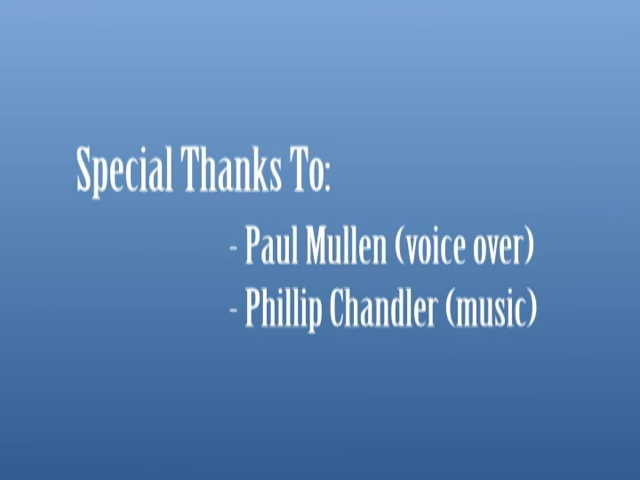 Special Thanks To:
- Paul Mullen (voice over)
- Phillip Chandler (music)